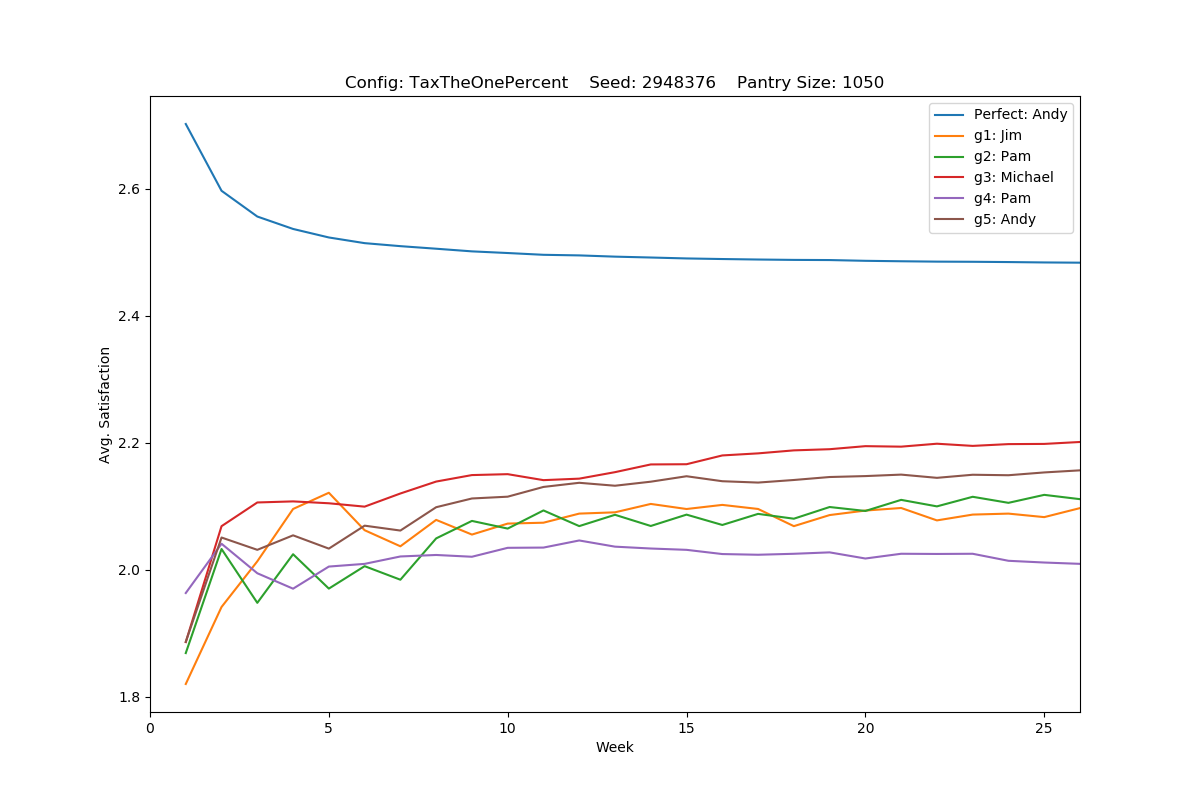 Config: TaxTheOnePercent    Seed: 2948376    Pantry Size: 1050
Perfect: Andy
g1: Jim
g2: Pam
g3: Michael
g4: Pam
g5: Andy
Avg. Satisfaction
2.6
2.4
2.2
2.0
1.8
0 5 10 15 20 25
Week